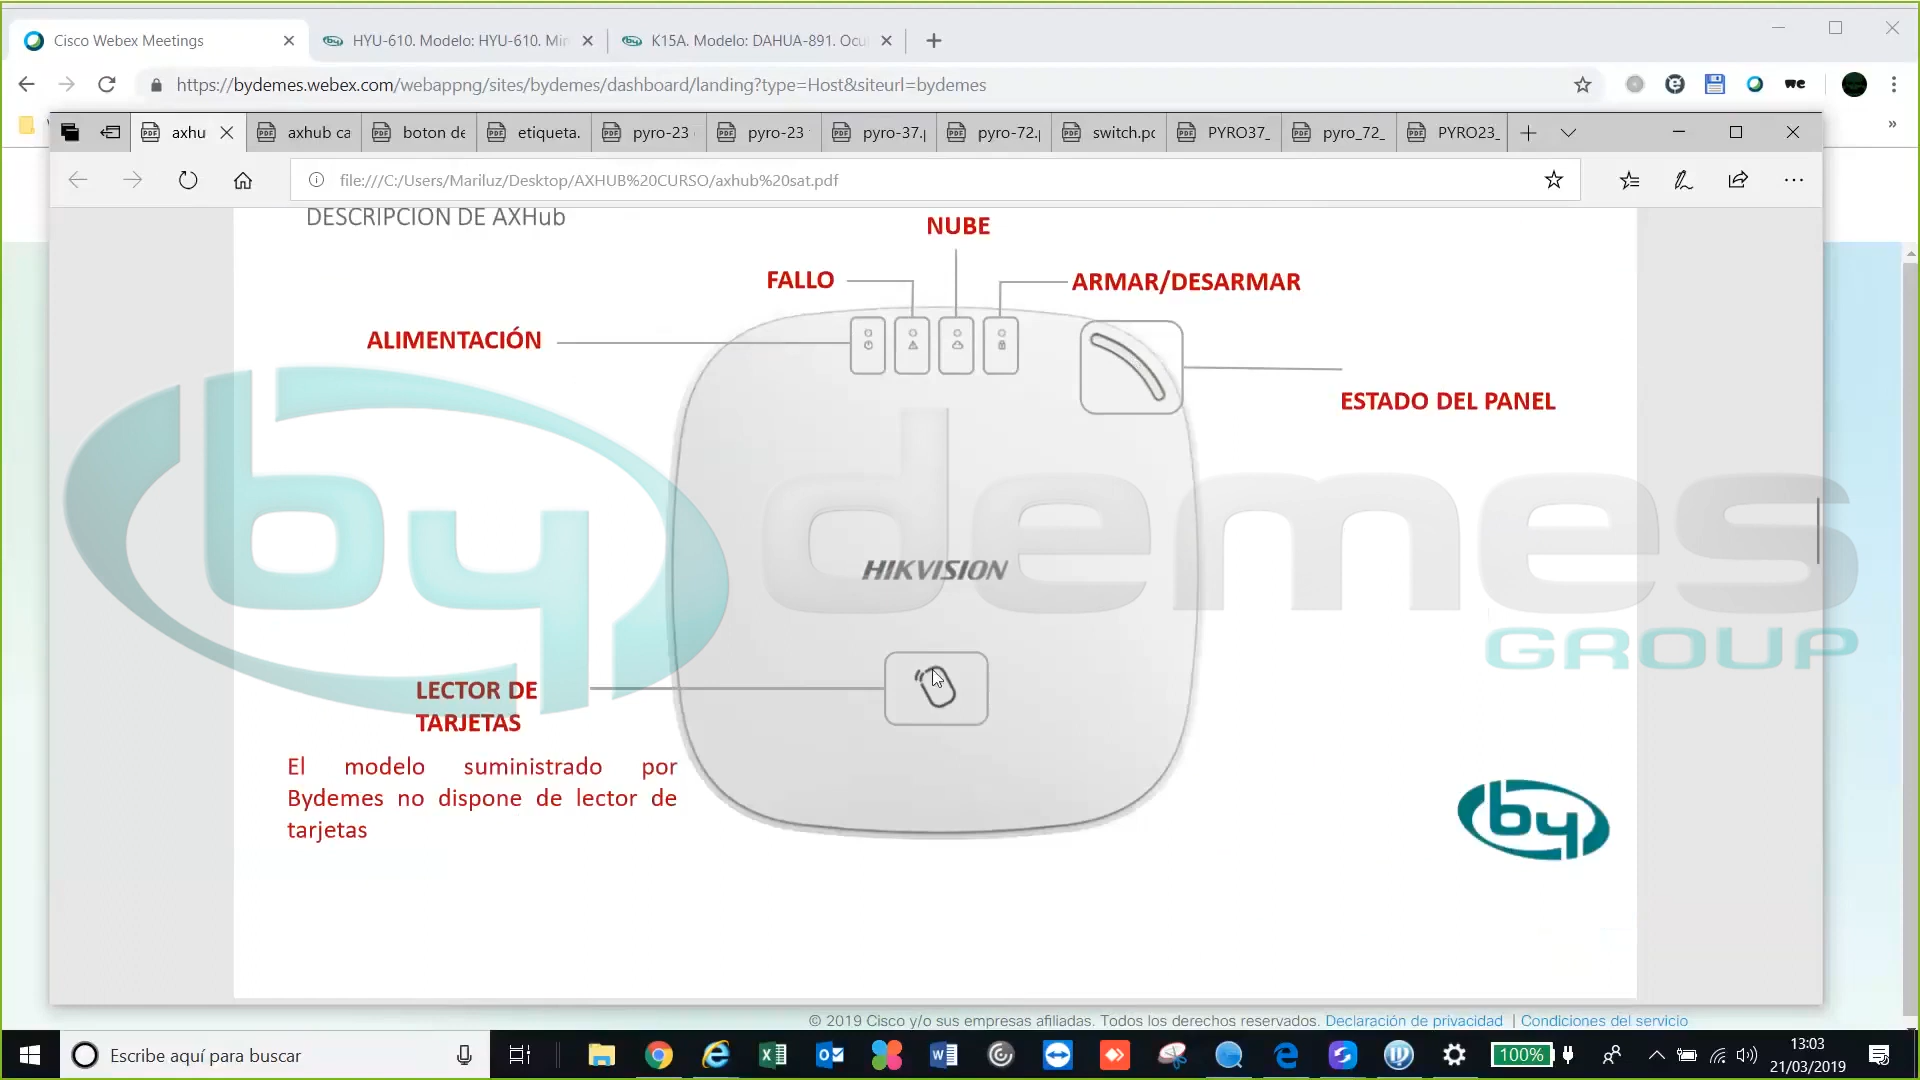 Cisco Webex Meetings
HYU-610. Modelo: HYU-610. Min
K15A. Modelo: DAHUA-891. Ocul
https://bydemes.webex.com/webappng/sites/bydemes/dashboard/landing?type=Host&siteurl=bydemes
axhu
axhub ca
boton de
etiqueta.
pyro-23
pyro-23
pyro-37.p
pyro-72.p
switch.pd
PYRO37_
pyro_72_
PYRO23_
file:///C:/Users/Mariluz/Desktop/AXHUB%20CURSO/axhub%20sat.pdf
DESCRIPCION DE AXHub
NUBE
FALLO
ARMAR/DESARMAR
ALIMENTACIÓN
ESTADO DEL PANEL
by demes
GROUP
HIKVISION
LECTOR DE
TARJETAS
El modelo suministrado por
Bydemes no dispone de lector de
tarjetas
by
© 2019 Cisco y/o sus empresas afiliadas. Todos los derechos reservados. Declaración de privacidad | Condiciones del servicio
Escribe aquí para buscar
100%
13:03
21/03/2019